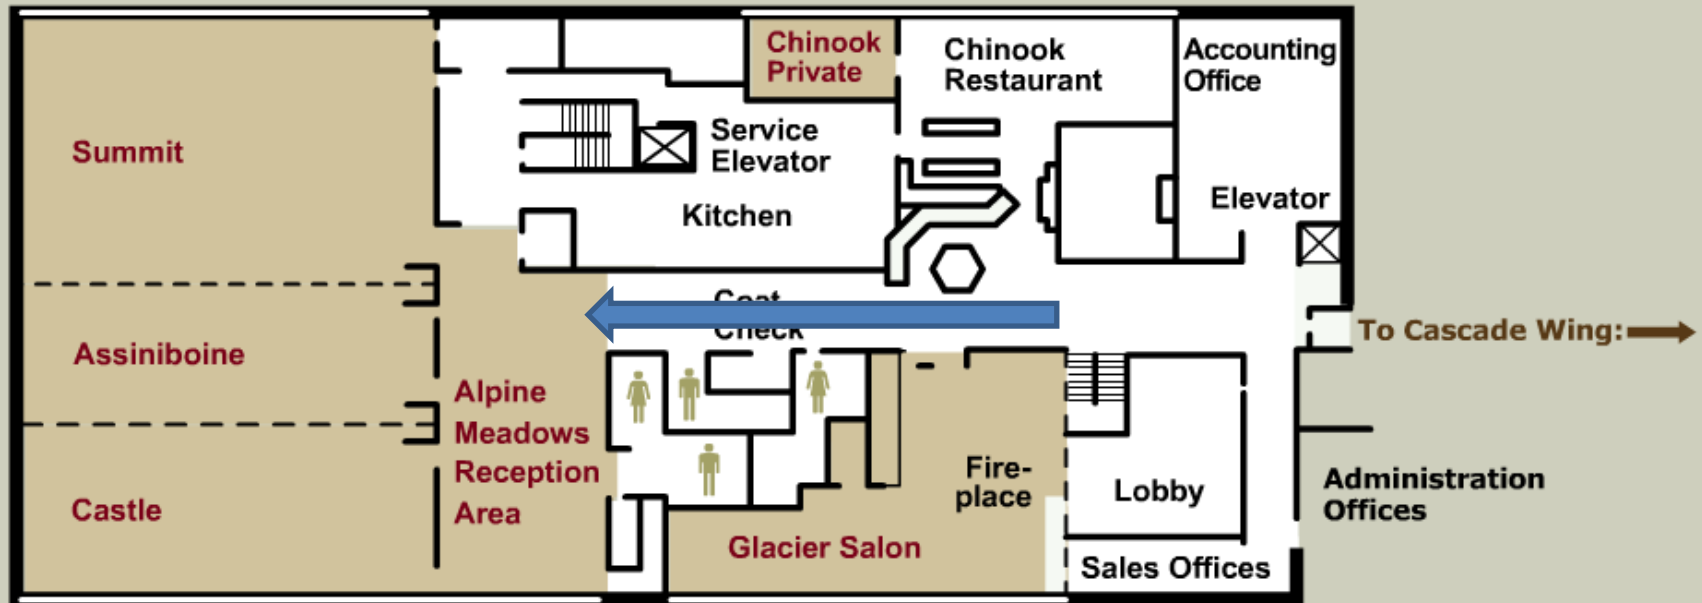 Chinook
Private
Chinook
Restaurant
Accounting
Office
Summit
Service
Elevator
Kitchen
Elevator
Coat
Check
To Cascade Wing:
Assiniboine
Alpine
Meadows
Reception
Area
Castle
Fire-
place
Lobby
Administration
Offices
Glacier Salon
Sales Offices